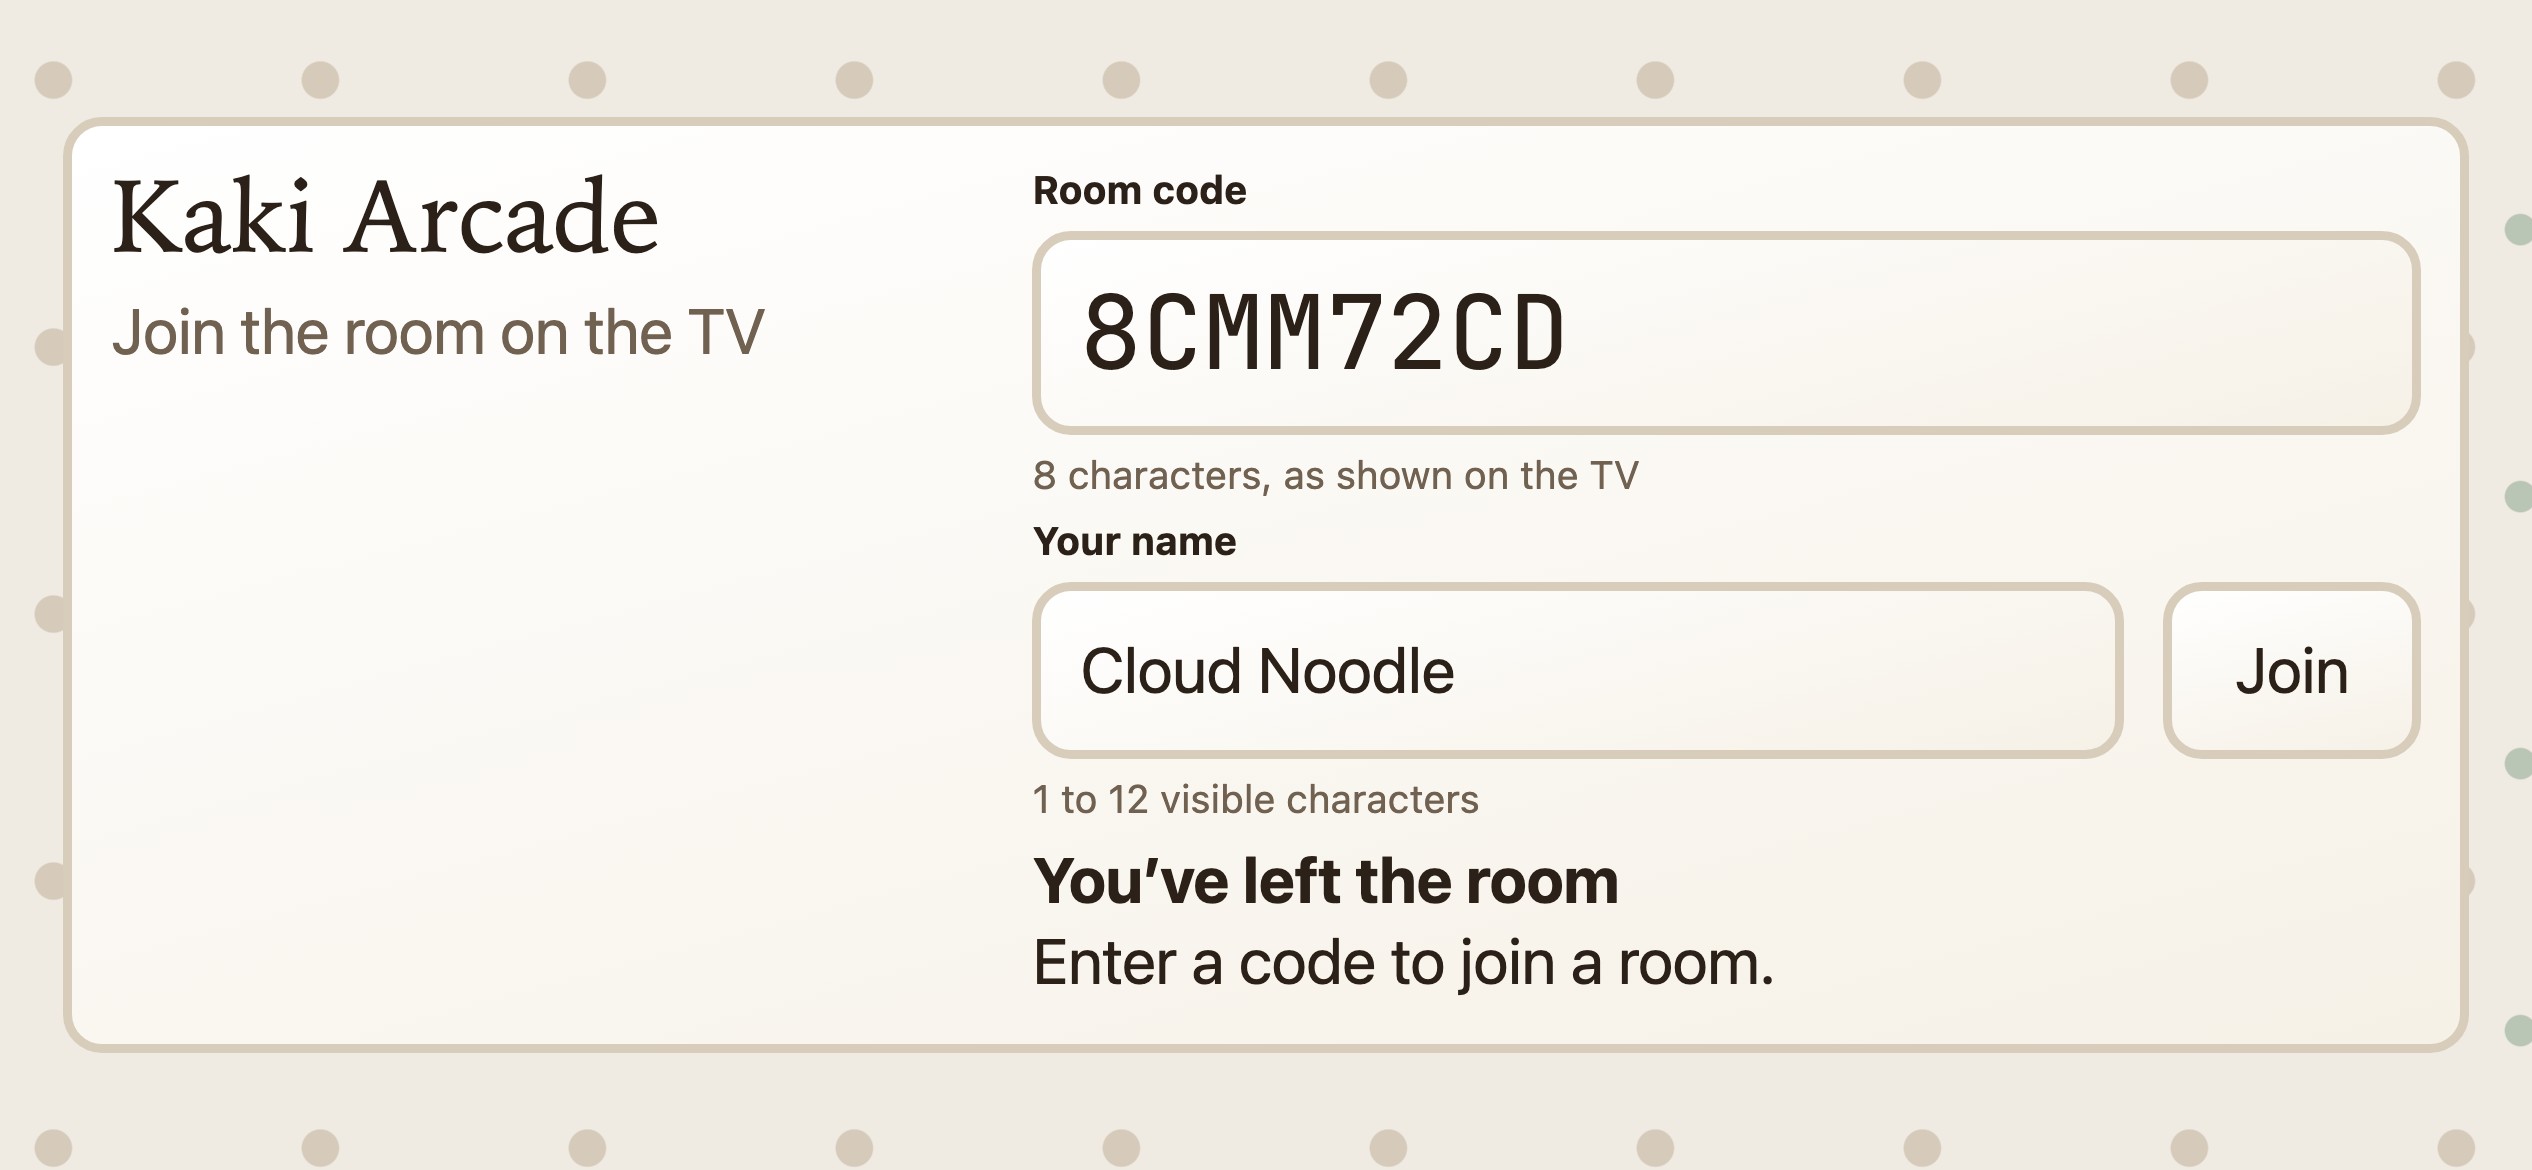 Kaki Arcade
Join the room on the TV
Room code
8CMM72CD
8 characters, as shown on the TV
Your name
Cloud Noodle
Join
1 to 12 visible characters
You’ve left the room
Enter a code to join a room.